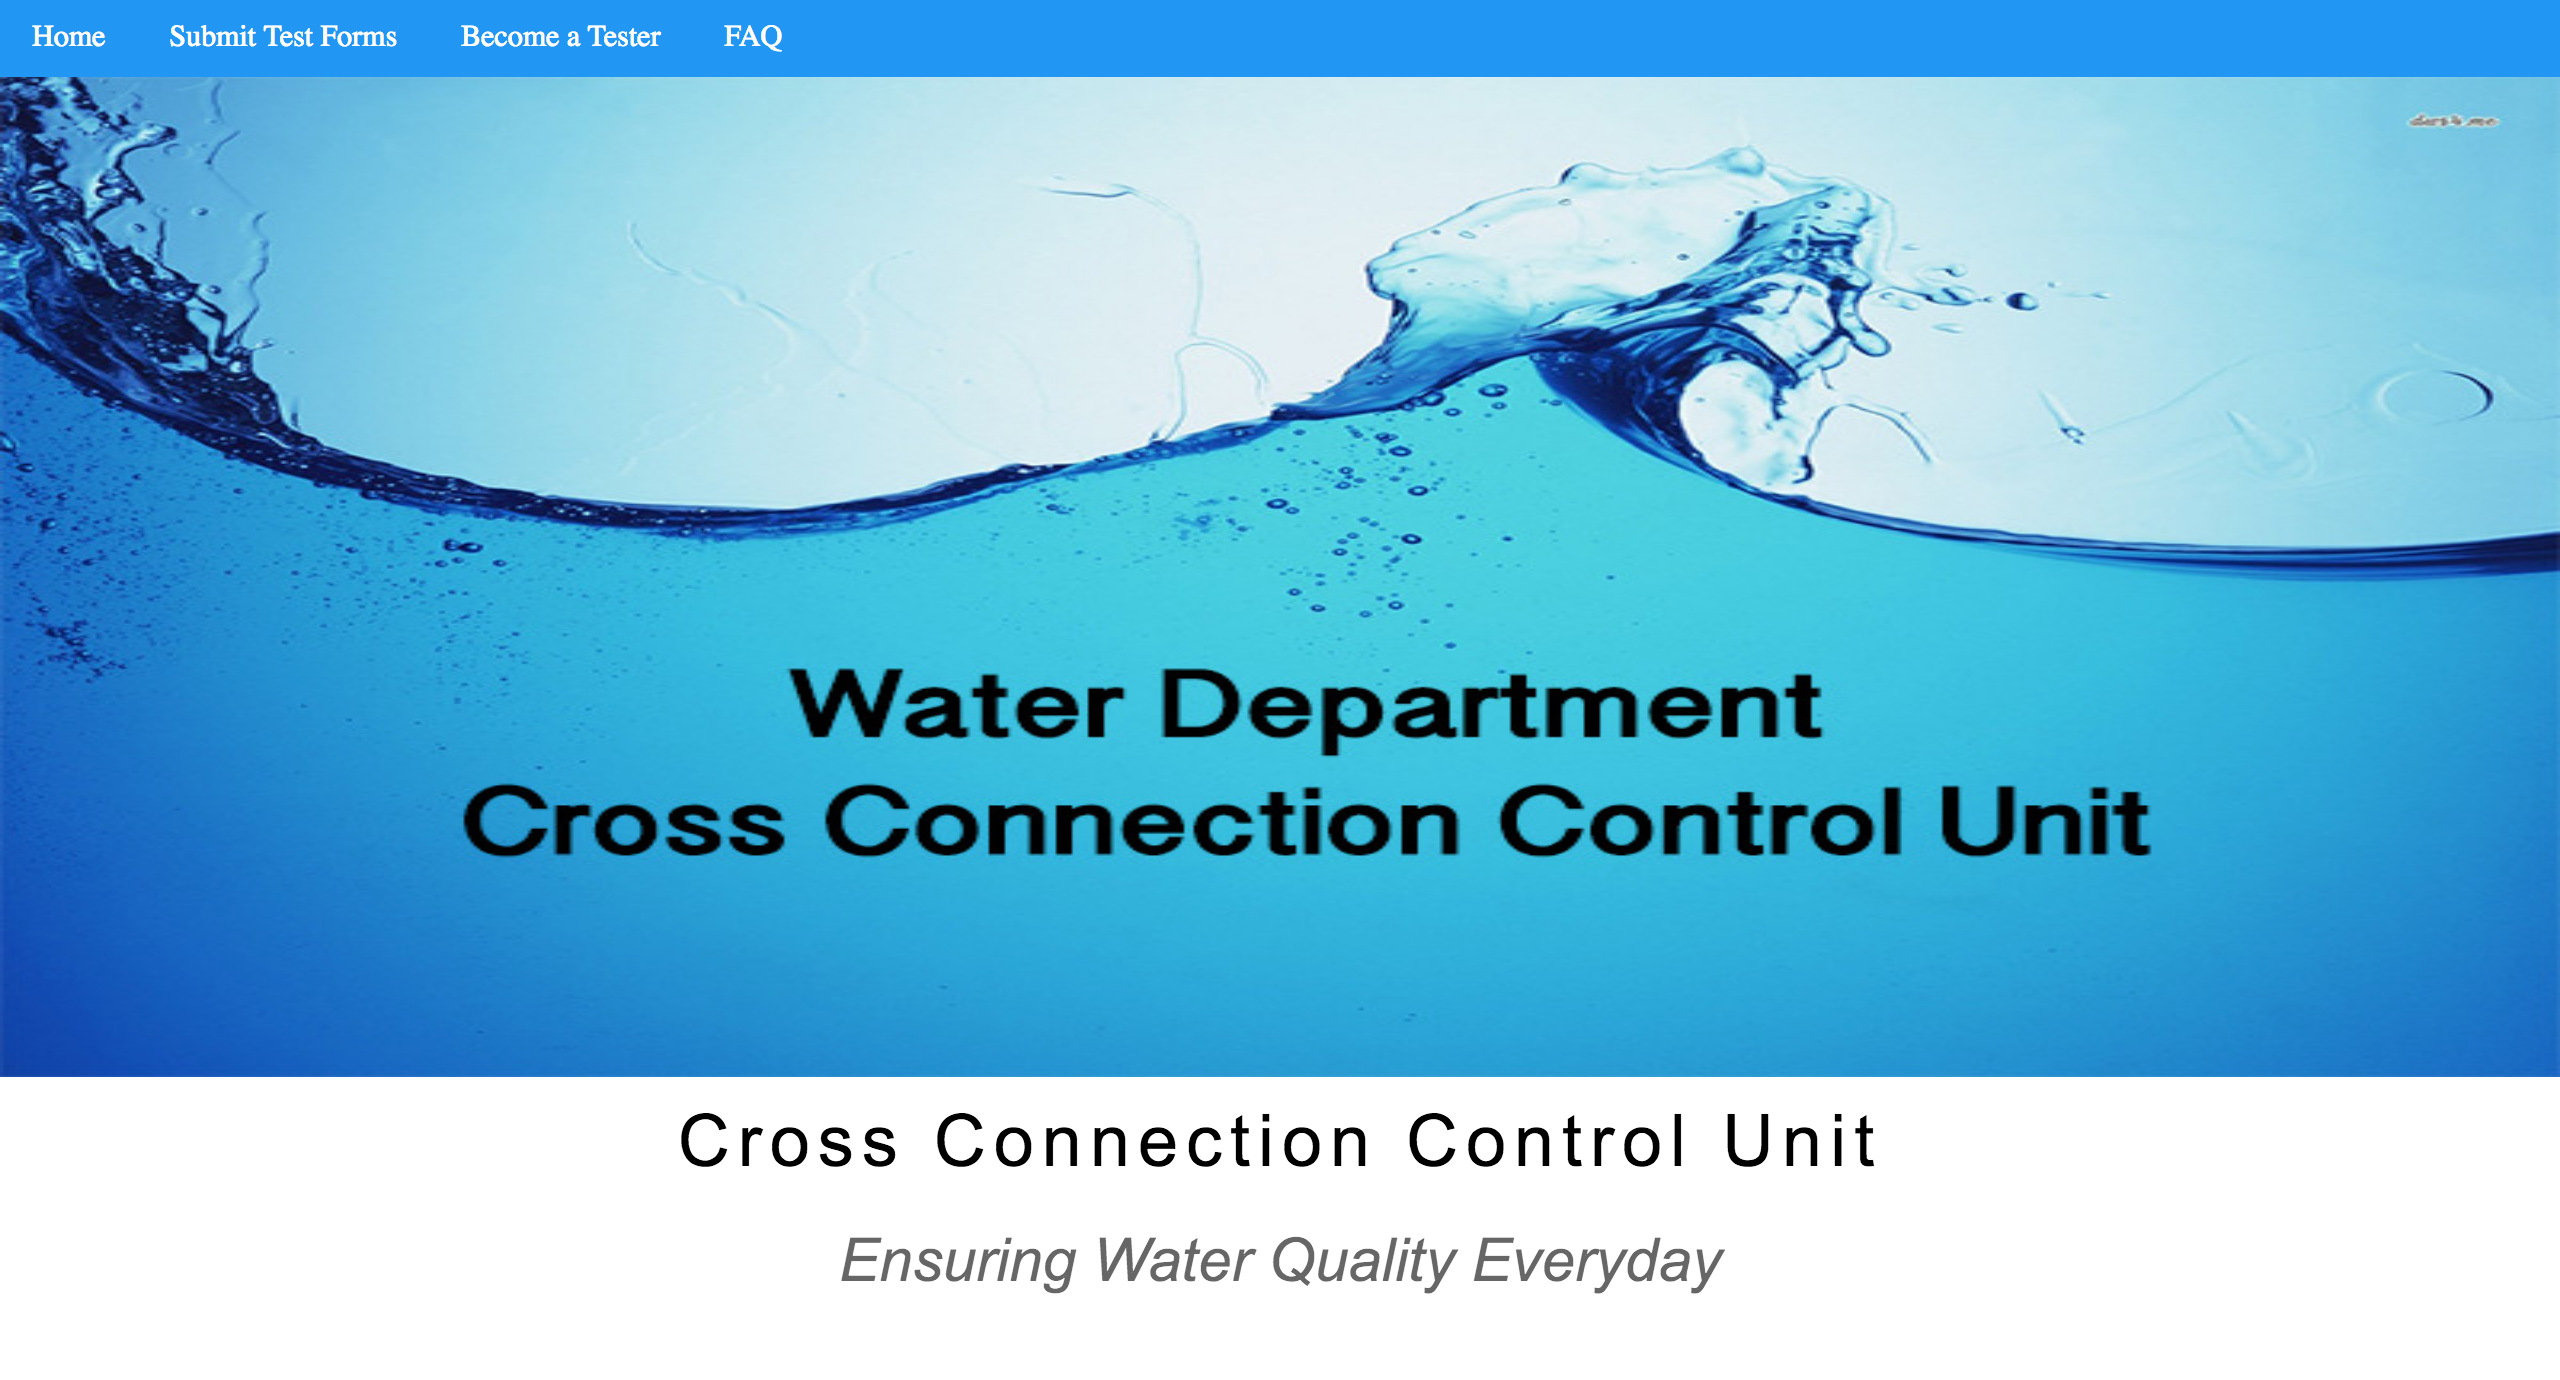 Home Submit Test Forms Become a Tester FAQ
Water Department
Cross Connection Control Unit
Cross Connection Control Unit
Ensuring Water Quality Everyday